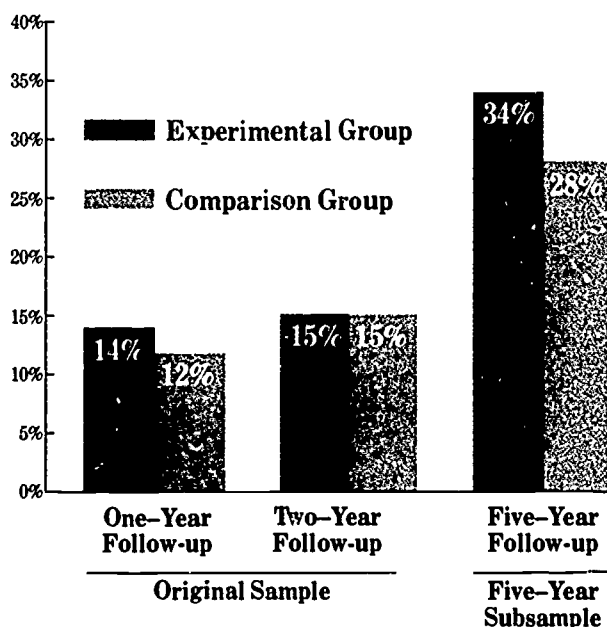 40%
35%
30%
25%
20%
15%
10%
5%
0%
Experimental Group
Comparison Group
14%
12%
15%
15%
34%
28%
One–Year
Follow-up
Two–Year
Follow-up
Five–Year
Follow-up
Original Sample
Five–Year
Subsample